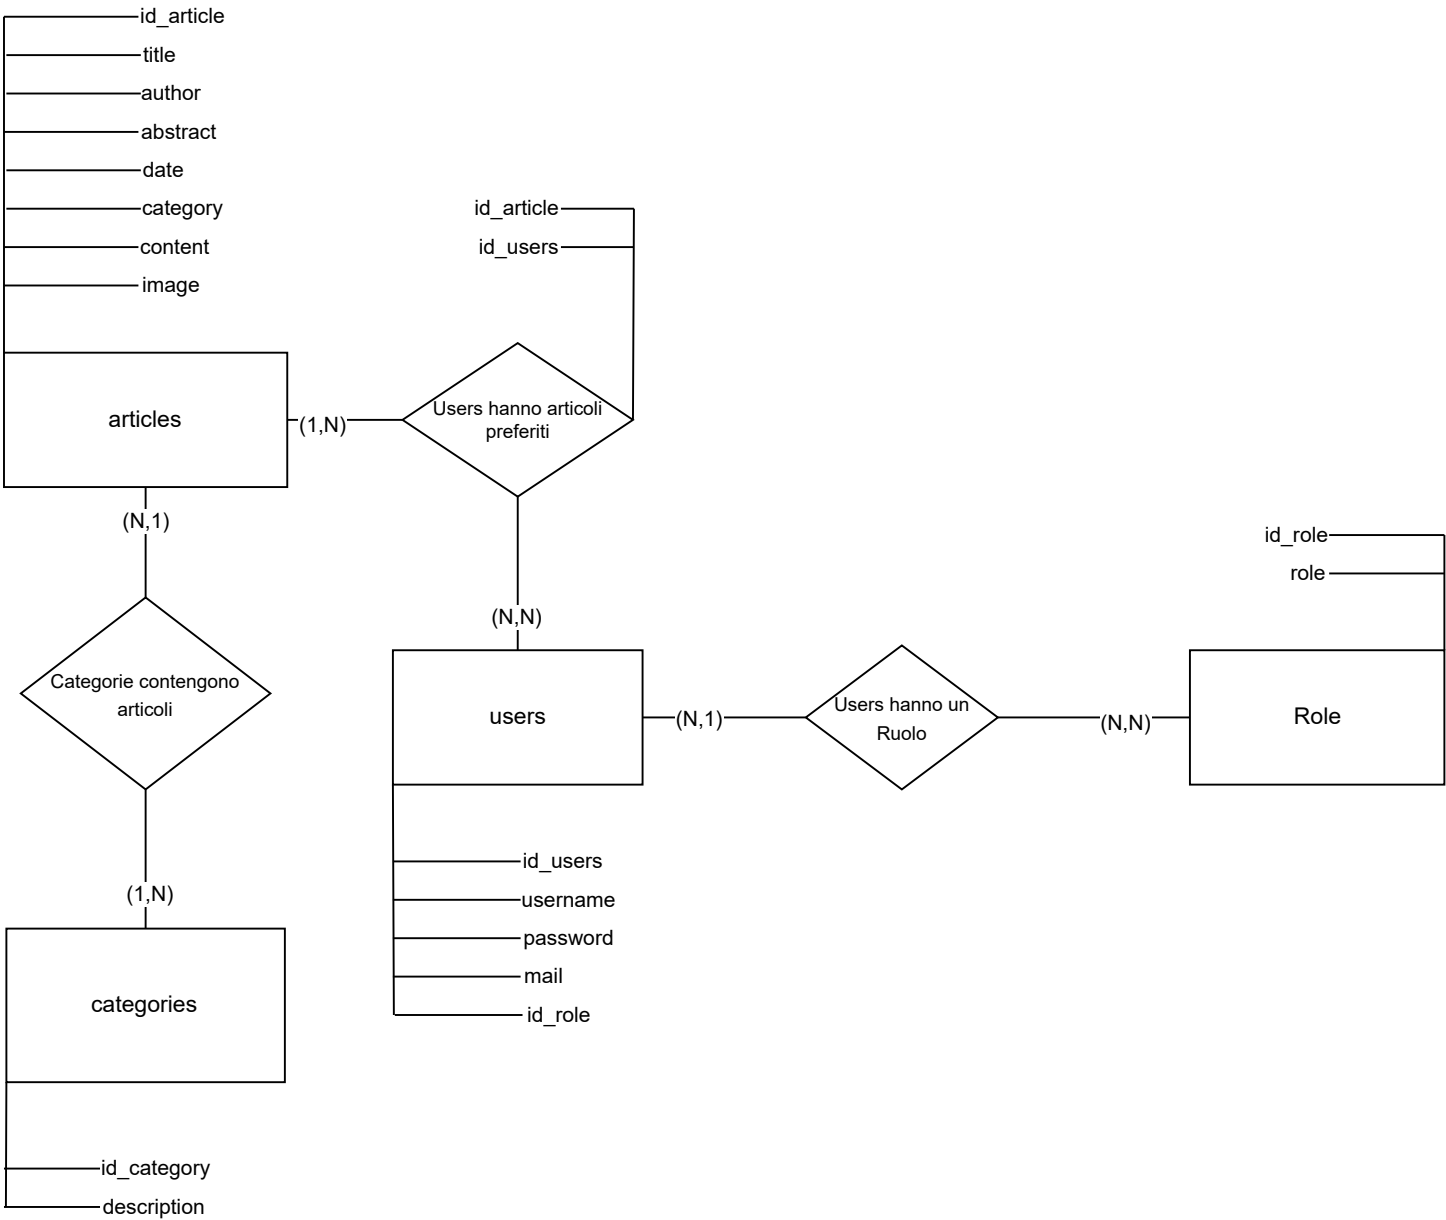 id_article
title
author
abstract
date
category
content
image
id_article
id_users
articles
(1,N)
Users hanno articoli
preferiti
(N,1)
(N,N)
id_role
role
Categorie contengono
articoli
users
(N,1)
Users hanno un
Ruolo
(N,N)
Role
(1,N)
categories
id_users
username
password
mail
id_role
id_category
description